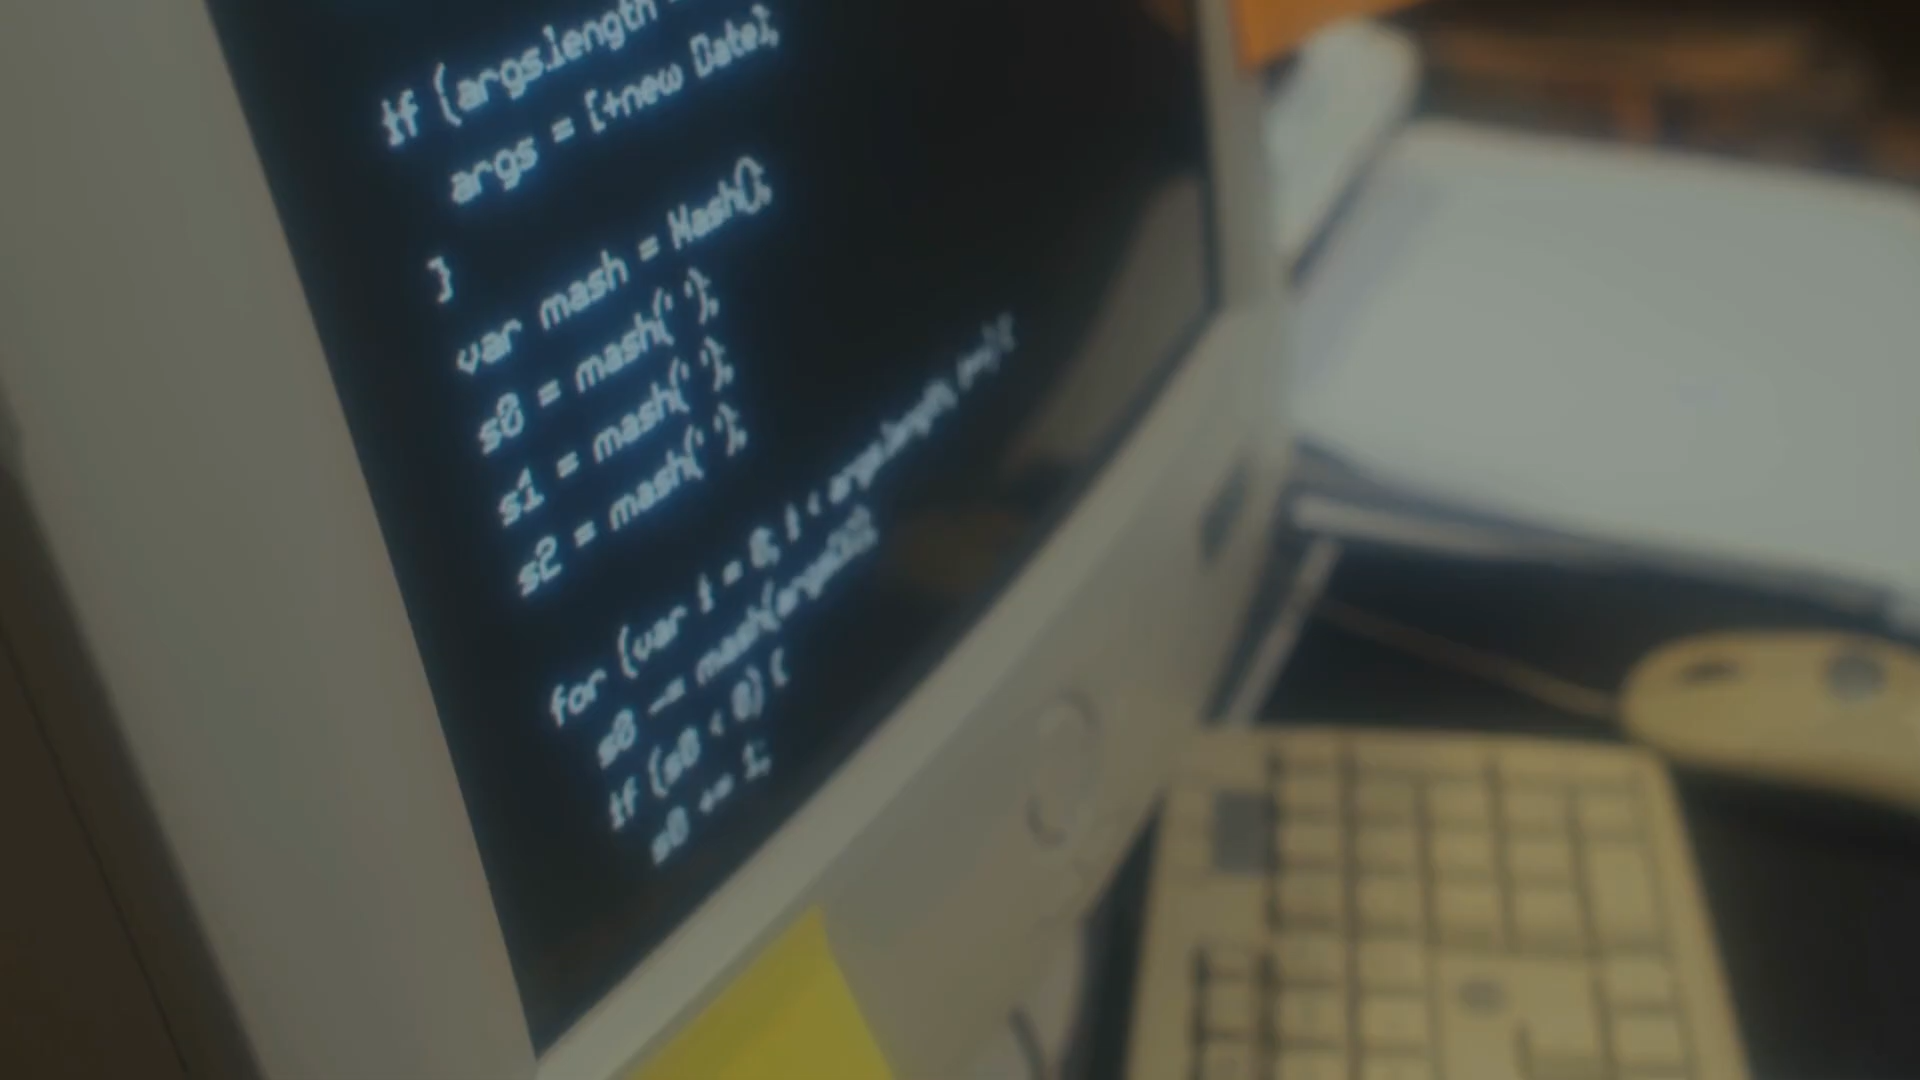 if (args.length
args = [+new Date];
}
var mash = Mash();
s0 = mash(' ');
s1 = mash(' ');
s2 = mash(' ');
for (var i = 0; i < args.length; i++) {
s0 -= mash(args[i]);
if (s0 < 0) {
s0 += 1;